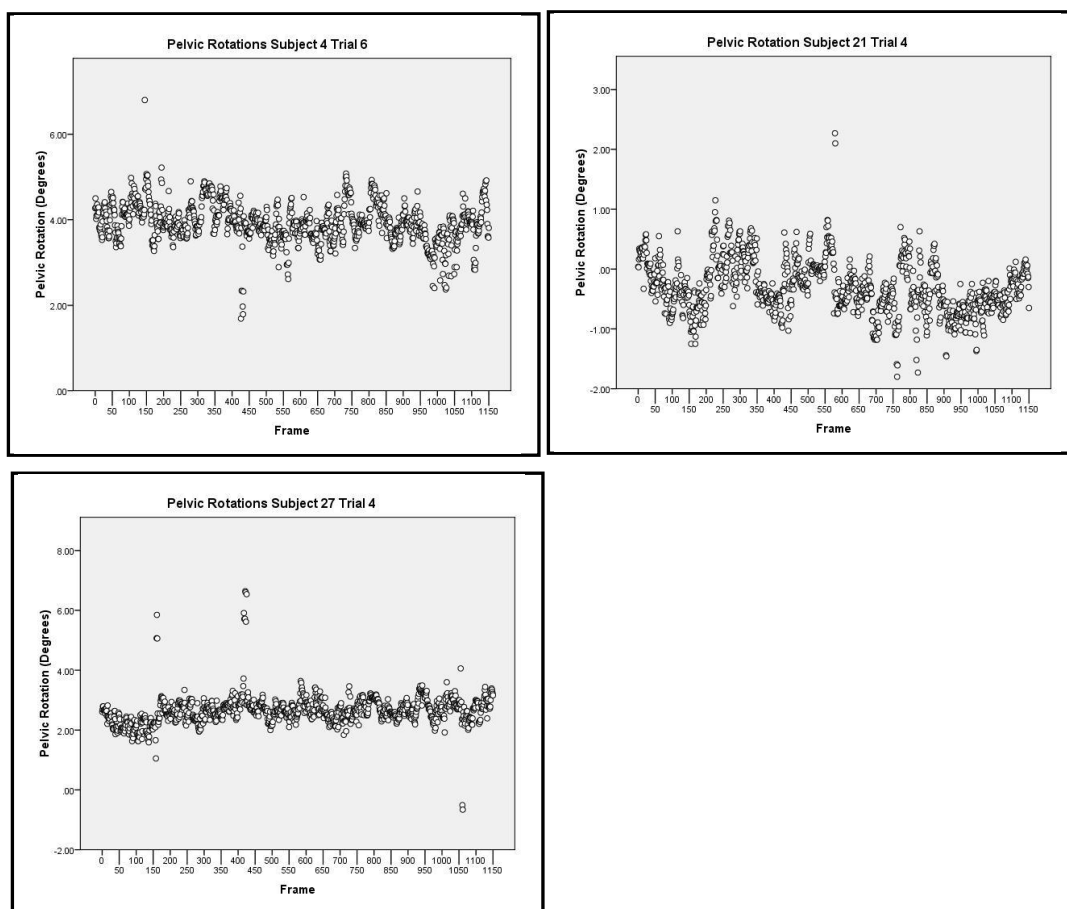 Pelvic Rotations Subject 4 Trial 6
Pelvic Rotation (Degrees)
6.00
4.00
2.00
.00
0 100 200 300 400 500 600 700 800 900 1000 1100
50 150 250 350 450 550 650 750 850 950 1050 1150
Frame
Pelvic Rotation Subject 21 Trial 4
Pelvic Rotation (Degrees)
3.00
2.00
1.00
.00
-1.00
-2.00
0 100 200 300 400 500 600 700 800 900 1000 1100
50 150 250 350 450 550 650 750 850 950 1050 1150
Frame
Pelvic Rotations Subject 27 Trial 4
Pelvic Rotation (Degrees)
8.00
6.00
4.00
2.00
.00
-2.00
0 100 200 300 400 500 600 700 800 900 1000 1100
50 150 250 350 450 550 650 750 850 950 1050 1150
Frame